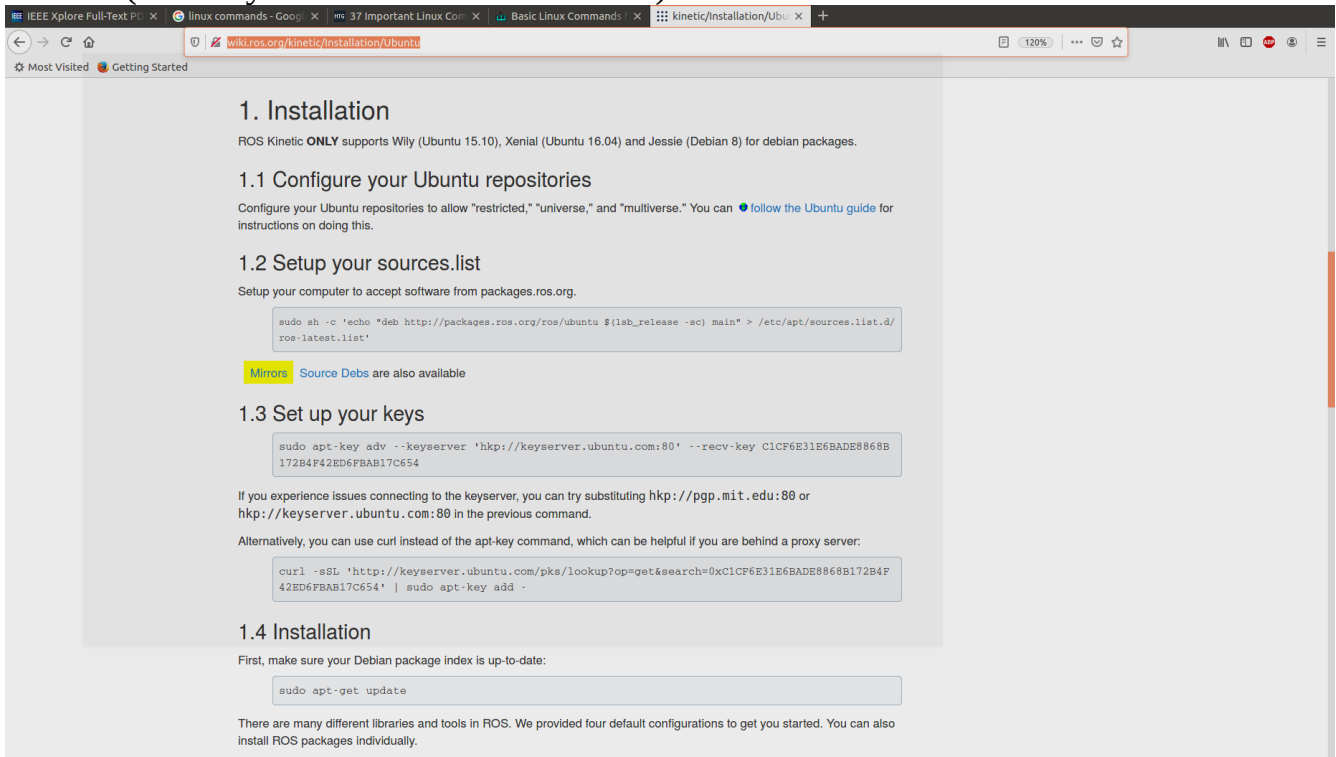 IEEE Xplore Full-Text PD
linux commands - Googl
37 Important Linux Com
Basic Linux Commands f
kinetic/Installation/Ubu
wiki.ros.org/kinetic/Installation/Ubuntu
120%
ABP
Most Visited
Getting Started
1. Installation
ROS Kinetic ONLY supports Wily (Ubuntu 15.10), Xenial (Ubuntu 16.04) and Jessie (Debian 8) for debian packages.
1.1 Configure your Ubuntu repositories
Configure your Ubuntu repositories to allow "restricted," "universe," and "multiverse." You can follow the Ubuntu guide for
instructions on doing this.
1.2 Setup your sources.list
Setup your computer to accept software from packages.ros.org.
sudo sh -c 'echo "deb http://packages.ros.org/ros/ubuntu $(lsb_release -sc) main" > /etc/apt/sources.list.d/
ros-latest.list'
Mirrors Source Debs are also available
1.3 Set up your keys
sudo apt-key adv --keyserver 'hkp://keyserver.ubuntu.com:80' --recv-key C1CF6E31E6BADE8868B
172B4F42ED6FBAB17C654
If you experience issues connecting to the keyserver, you can try substituting hkp://pgp.mit.edu:80 or
hkp://keyserver.ubuntu.com:80 in the previous command.
Alternatively, you can use curl instead of the apt-key command, which can be helpful if you are behind a proxy server:
curl -sSL 'http://keyserver.ubuntu.com/pks/lookup?op=get&search=0xC1CF6E31E6BADE8868B172B4F
42ED6FBAB17C654' | sudo apt-key add -
1.4 Installation
First, make sure your Debian package index is up-to-date:
sudo apt-get update
There are many different libraries and tools in ROS. We provided four default configurations to get you started. You can also
install ROS packages individually.